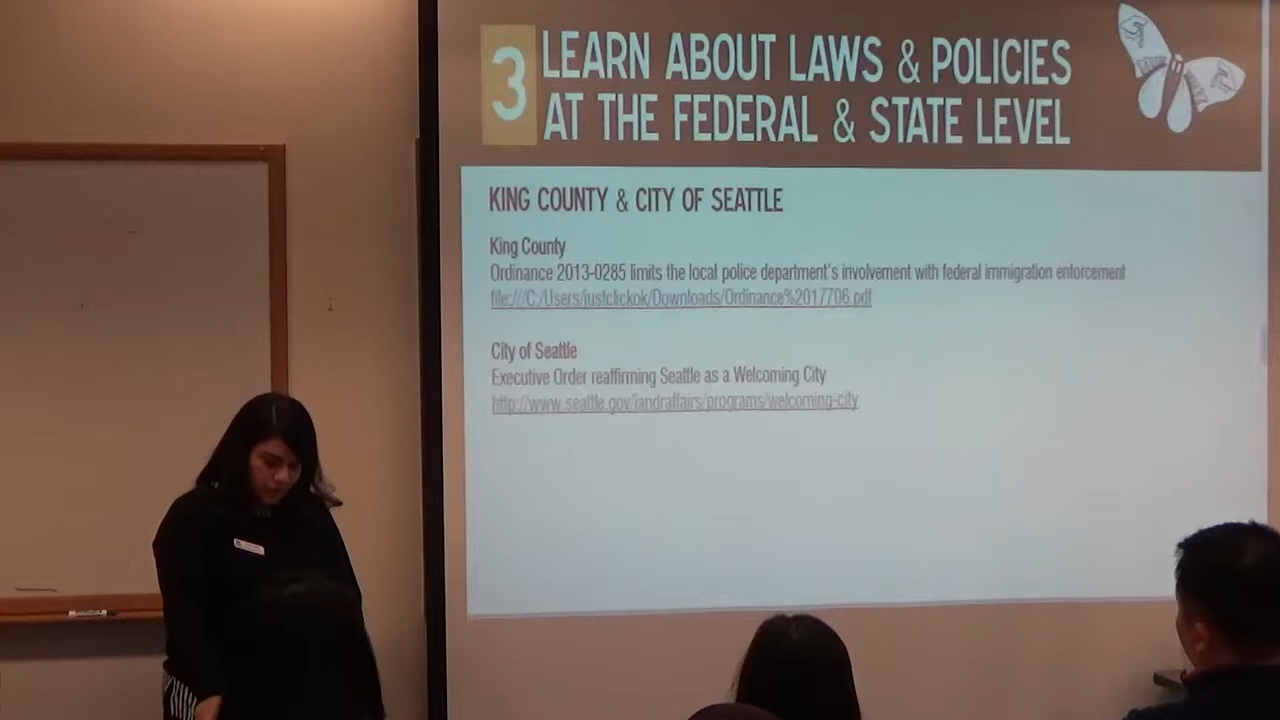 3 LEARN ABOUT LAWS & POLICIES
AT THE FEDERAL & STATE LEVEL
KING COUNTY & CITY OF SEATTLE
King County
Ordinance 2013-0285 limits the local police department's involvement with federal immigration enforcement
file:///C:/Users/justclickok/Downloads/Ordinance%2017706.pdf
City of Seattle
Executive Order reaffirming Seattle as a Welcoming City
http://www.seattle.gov/iandraffairs/programs/welcoming-city